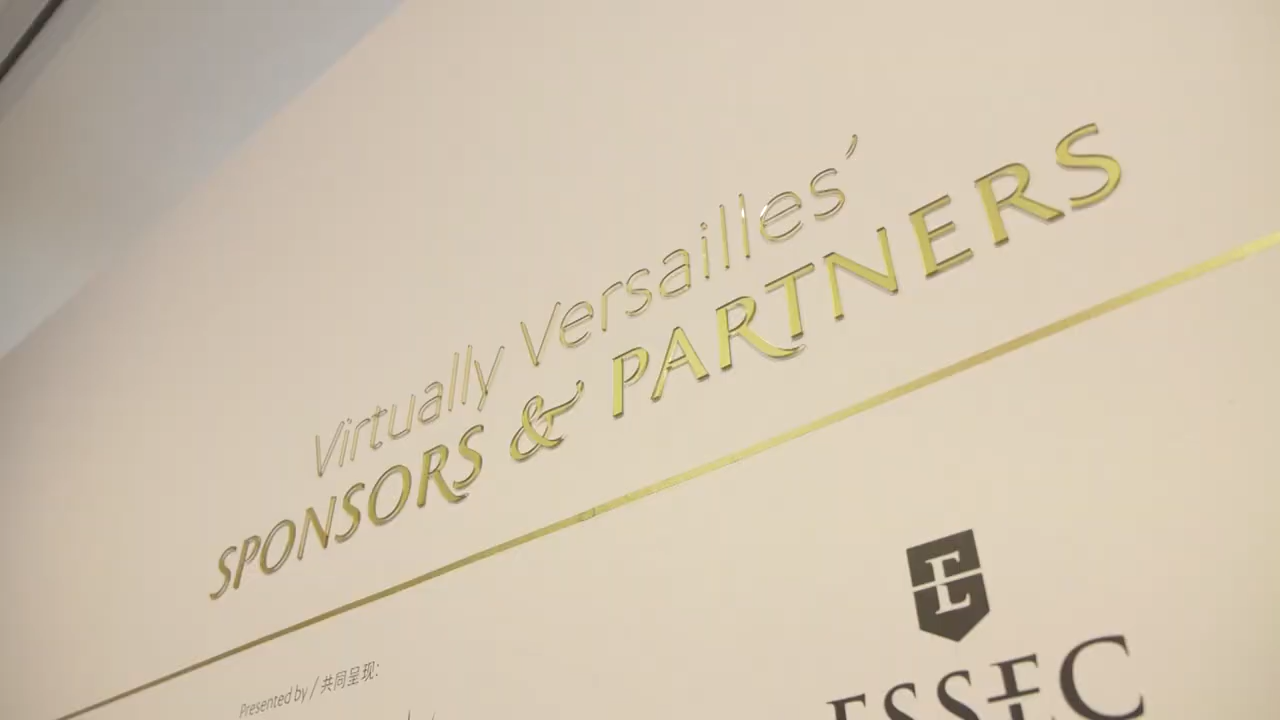 Virtually Versailles'
SPONSORS & PARTNERS
Presented by / 共同呈现:
E
ESSEC